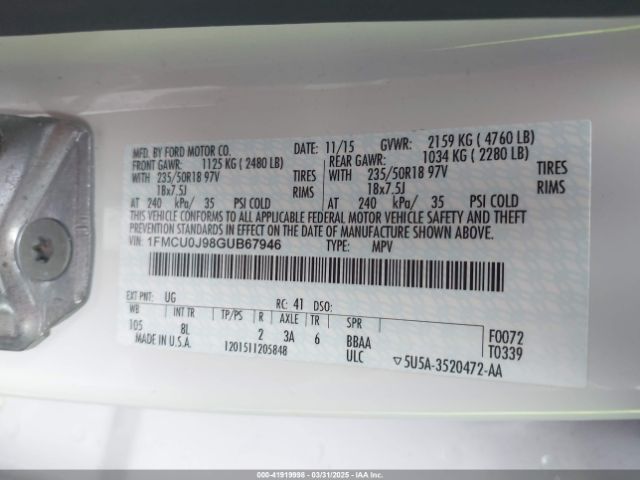 MFD. BY FORD MOTOR CO. DATE: 11/15 GVWR: 2159 KG ( 4760 LB)
FRONT GAWR: 1125 KG ( 2480 LB) REAR GAWR: 1034 KG ( 2280 LB)
WITH 235/50R18 97V TIRES WITH 235/50R18 97V TIRES
18x7.5J RIMS 18x7.5J RIMS
AT 240 kPa/ 35 PSI COLD AT 240 kPa/ 35 PSI COLD
THIS VEHICLE CONFORMS TO ALL APPLICABLE FEDERAL MOTOR VEHICLE SAFETY AND THEFT
PREVENTION STANDARDS IN EFFECT ON THE DATE OF MANUFACTURE SHOWN ABOVE.
VIN: 1FMCU0J98GUB67946 TYPE: MPV
EXT PNT: UG RC: 41 DSO:
WB INT TR TP/PS R AXLE TR SPR
105 8L 2 3A 6 BBAA F0072
MADE IN U.S.A. 1201511205848 ULC ▽5U5A-3520472-AA T0339
00-41919998 - 03/31/2025 - IAA Inc.